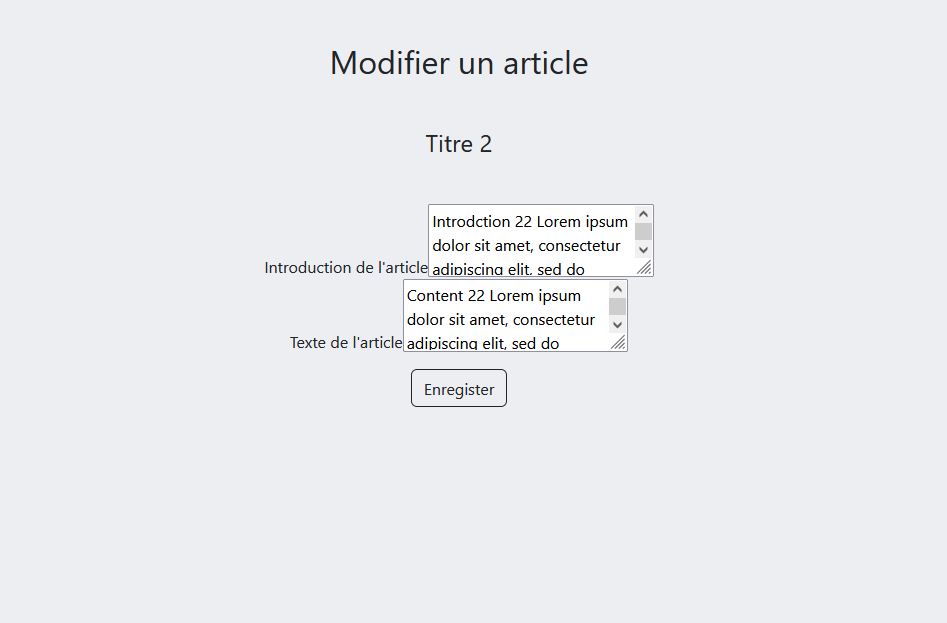 Modifier un article
Titre 2
Introduction de l'article
Introdction 22 Lorem ipsum
dolor sit amet, consectetur
adipiscing elit, sed do
Texte de l'article
Content 22 Lorem ipsum
dolor sit amet, consectetur
adipiscing elit, sed do
Enregister